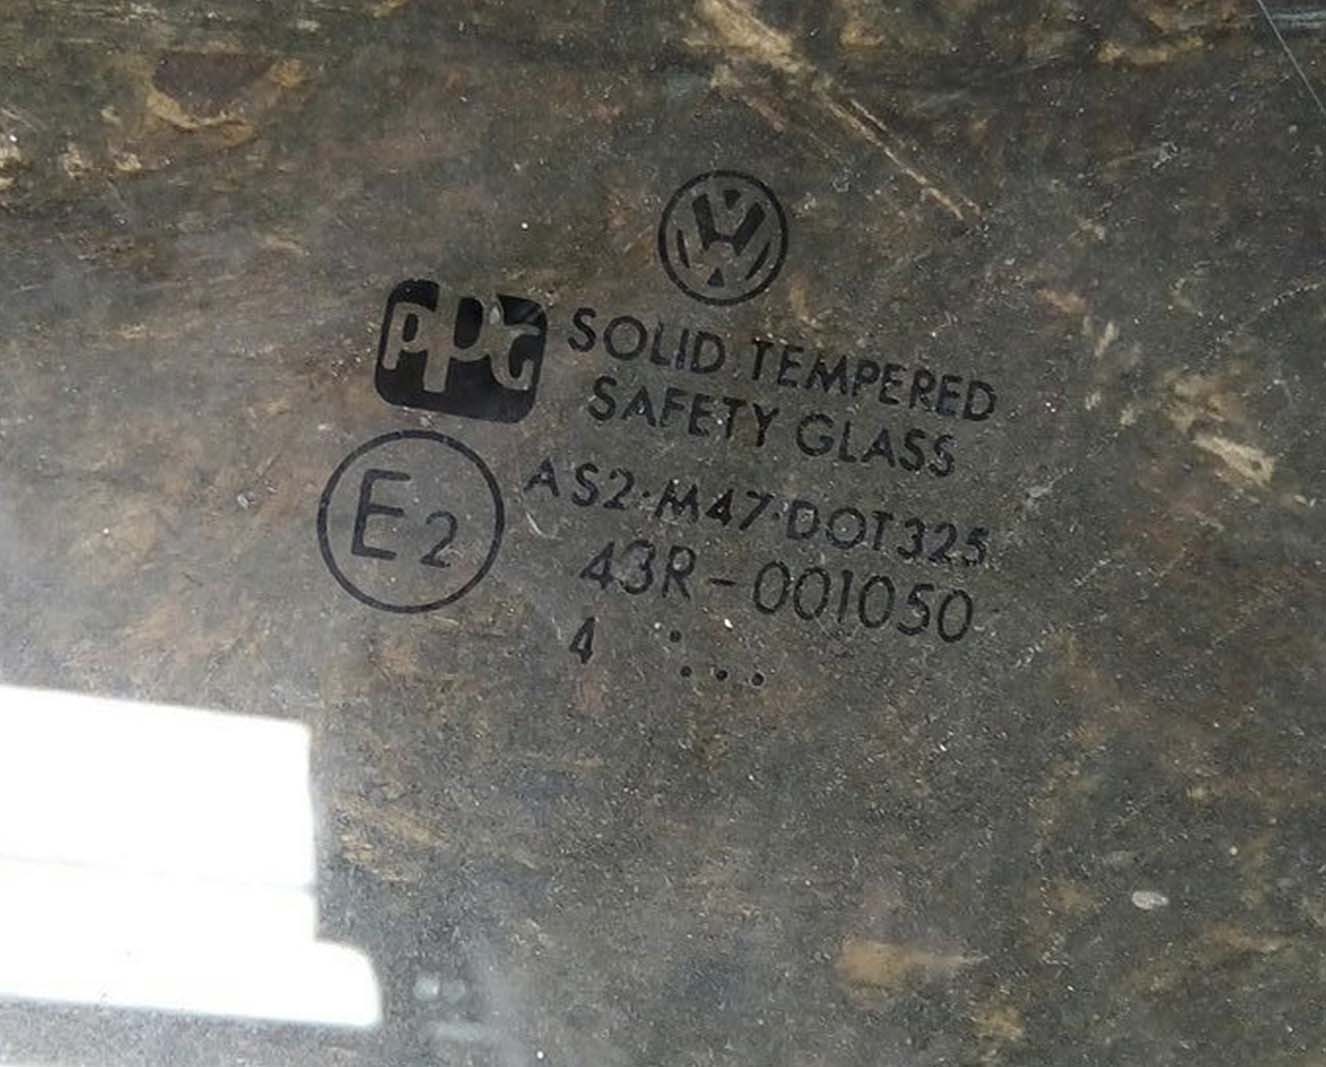 PPG
SOLID TEMPERED
SAFETY GLASS
E2
AS2·M47·DOT325
43R-001050
4